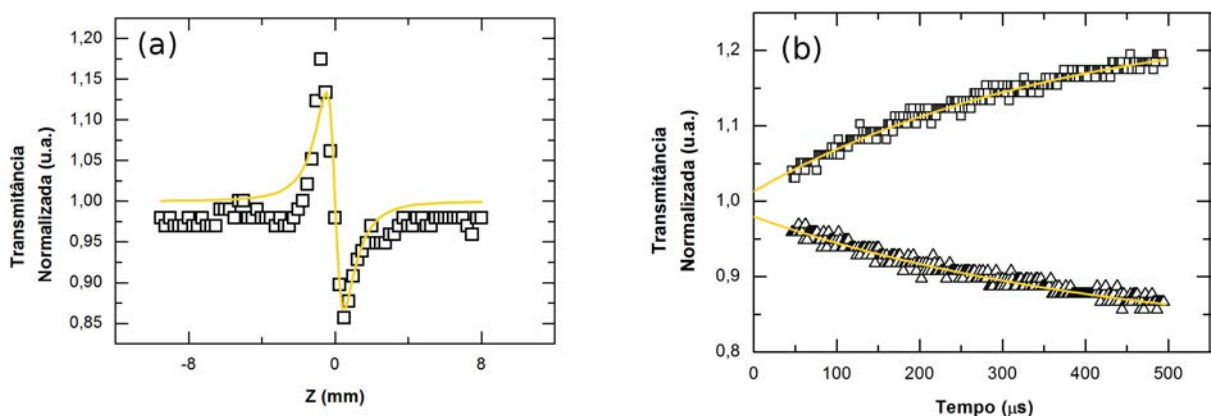 (a)
1,20
1,15
1,10
1,05
1,00
0,95
0,90
0,85
Transmitância
Normalizada (u.a.)
-8
0
8
Z (mm)
(b)
1,2
1,1
1,0
0,9
0,8
Transmitância
Normalizada (u.a.)
0
100
200
300
400
500
Tempo (μs)